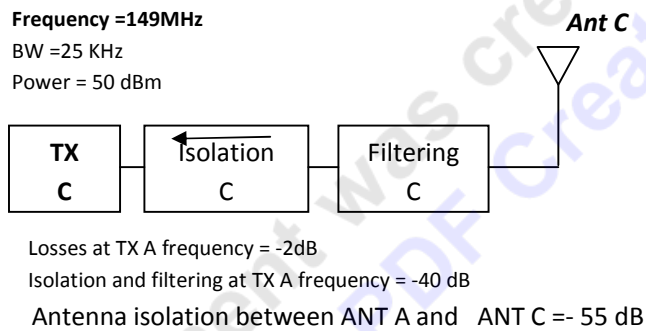 Frequency =149MHz
Ant C
BW =25 KHz
Power = 50 dBm
TX
C
Isolation
C
Filtering
C
Losses at TX A frequency = -2dB
Isolation and filtering at TX A frequency = -40 dB
Antenna isolation between ANT A and ANT C =- 55 dB